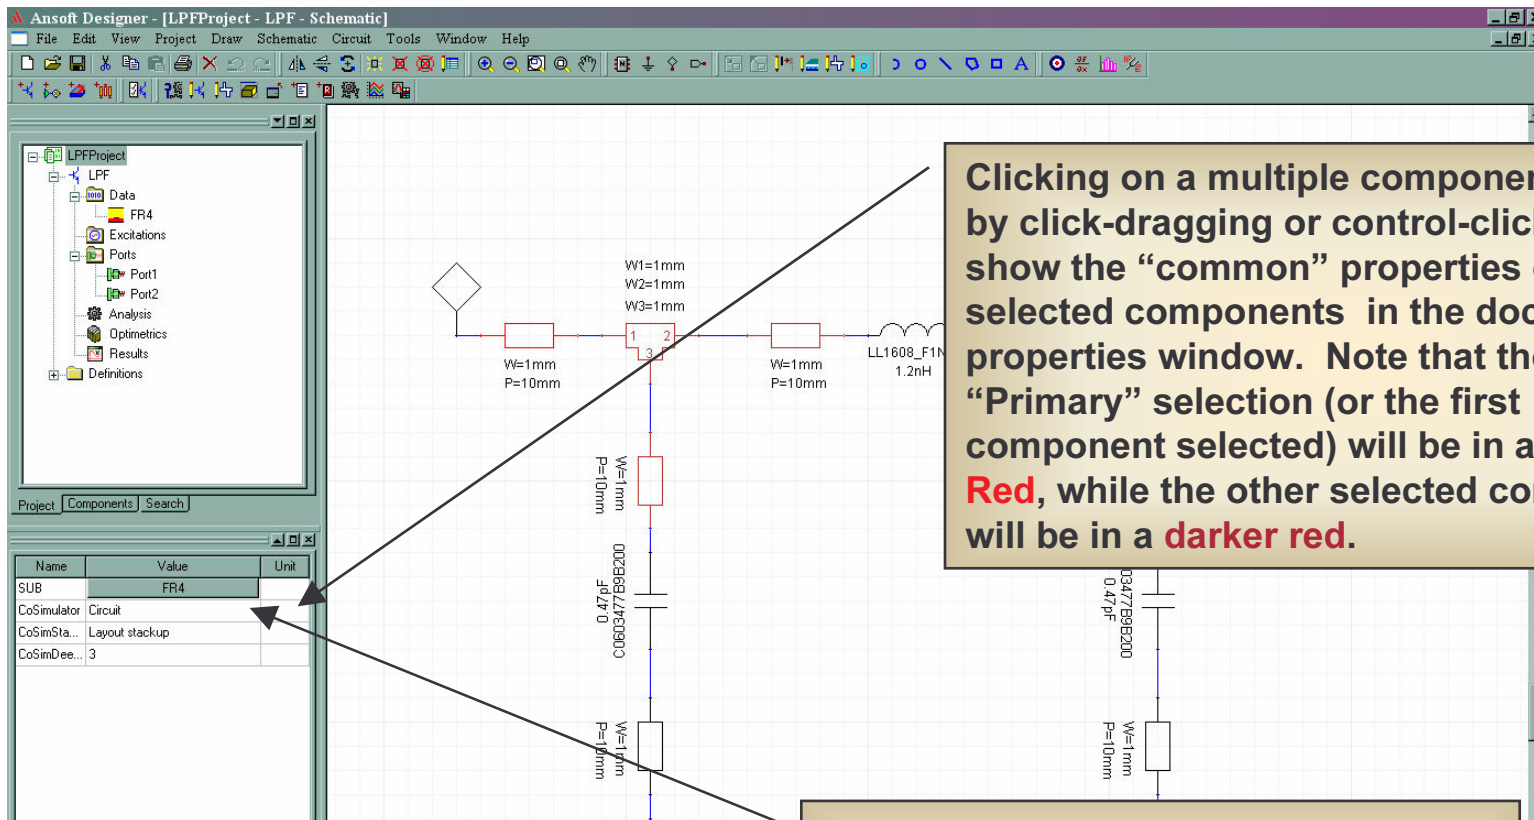 Ansoft Designer - [LPFProject - LPF - Schematic]
File Edit View Project Draw Schematic Circuit Tools Window Help
LPFProject
LPF
Data
FR4
Excitations
Ports
Port1
Port2
Analysis
Optimetrics
Results
Definitions
Project Components Search
Name Value Unit
SUB FR4
CoSimulator Circuit
CoSimSta... Layout stackup
CoSimDee... 3
W1=1mm
W2=1mm
W3=1mm
1 2
3
W=1mm
P=10mm
W=1mm
P=10mm
LL1608_F1N
1.2nH
W=1mm
P=10mm
C0603477B9B200
0.47pF
W=1mm
P=10mm
03477B9B200
0.47pF
W=1mm
P=10mm
Clicking on a multiple componen
by click-dragging or control-clic
show the “common” properties
selected components in the doc
properties window. Note that the
“Primary” selection (or the first
component selected) will be in a
Red, while the other selected co
will be in a darker red.